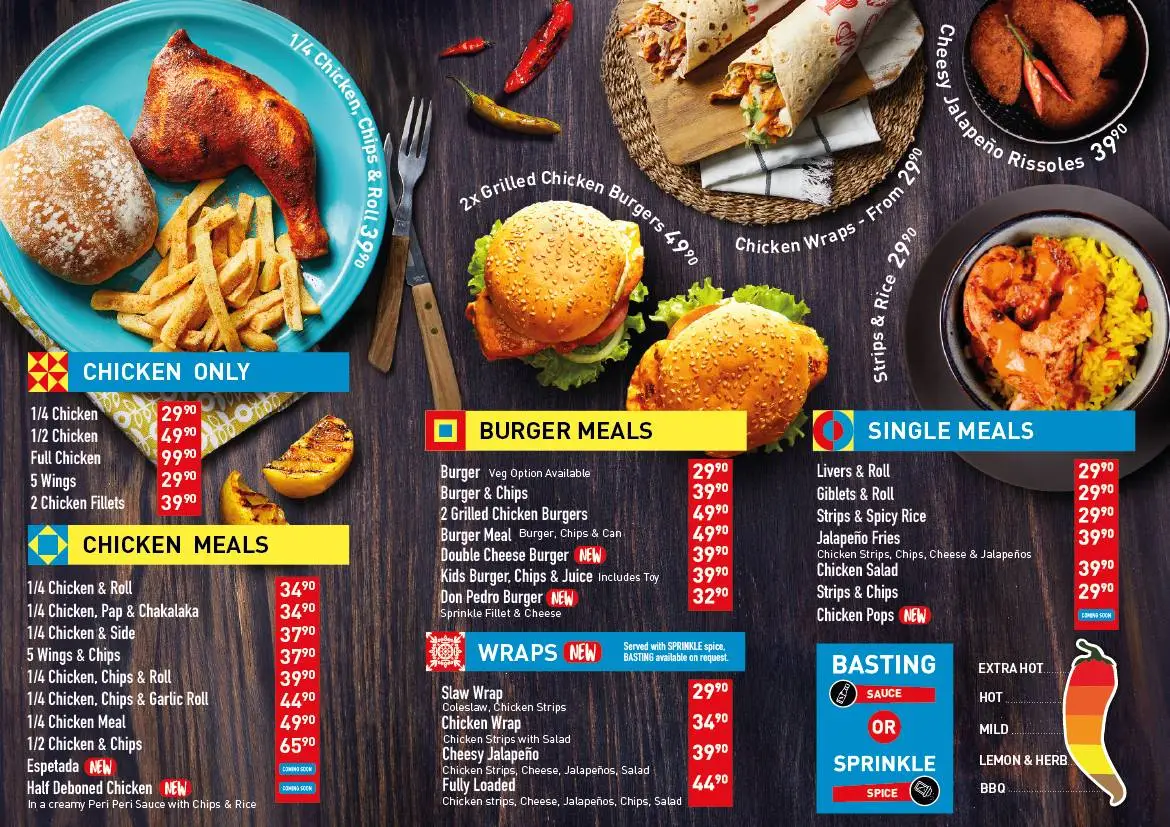 1/4 Chicken, Chips & Roll 39 90
2x Grilled Chicken Burgers 49 90
Chicken Wraps - From 29 90
Cheesy Jalapeño Rissoles 39 90
Strips & Rice 29 90
CHICKEN ONLY
1/4 Chicken 29 90
1/2 Chicken 49 90
Full Chicken 99 90
5 Wings 29 90
2 Chicken Fillets 39 90
CHICKEN MEALS
1/4 Chicken & Roll 34 90
1/4 Chicken, Pap & Chakalaka 34 90
1/4 Chicken & Side 37 90
5 Wings & Chips 37 90
1/4 Chicken, Chips & Roll 39 90
1/4 Chicken, Chips & Garlic Roll 44 90
1/4 Chicken Meal 49 90
1/2 Chicken & Chips 65 90
Espetada NEW COMING SOON
Half Deboned Chicken NEW COMING SOON
In a creamy Peri Peri Sauce with Chips & Rice
BURGER MEALS
Burger Veg Option Available 29 90
Burger & Chips 39 90
2 Grilled Chicken Burgers 49 90
Burger Meal Burger, Chips & Can 49 90
Double Cheese Burger NEW 39 90
Kids Burger, Chips & Juice Includes Toy 39 90
Don Pedro Burger NEW 32 90
Sprinkle Fillet & Cheese
WRAPS NEW Served with SPRINKLE spice,
BASTING available on request.
Slaw Wrap 29 90
Coleslaw, Chicken Strips
Chicken Wrap 34 90
Chicken Strips with Salad
Cheesy Jalapeño 39 90
Chicken Strips, Cheese, Jalapeños, Salad
Fully Loaded 44 90
Chicken strips, Cheese, Jalapeños, Chips, Salad
SINGLE MEALS
Livers & Roll 29 90
Giblets & Roll 29 90
Strips & Spicy Rice 29 90
Jalapeño Fries 39 90
Chicken Strips, Chips, Cheese & Jalapeños
Chicken Salad 39 90
Strips & Chips 29 90
Chicken Pops NEW COMING SOON
BASTING
SAUCE
OR
SPRINKLE
SPICE
EXTRA HOT
HOT
MILD
LEMON & HERB
BBQ